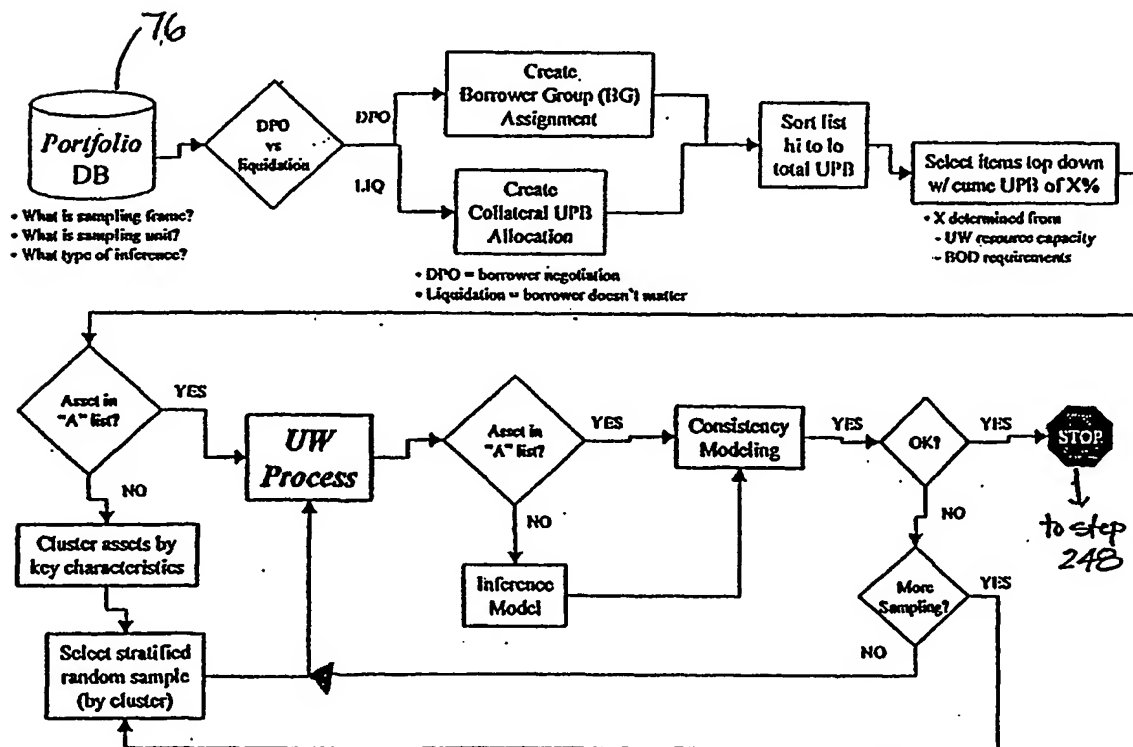 76
Portfolio
DB
• What is sampling frame?
• What is sampling unit?
• What type of inference?
DPO
vs
liquidation
DPO
LIQ
Create
Borrower Group (BG)
Assignment
Create
Collateral UPB
Allocation
• DPO = borrower negotiation
• Liquidation = borrower doesn't matter
Sort list
hi to lo
total UPB
Select items top down
w/ cume UPB of X%
• X determined from
- UW resource capacity
- BOD requirements
Asset in
"A" list?
YES
NO
Cluster assets by
key characteristics
Select stratified
random sample
(by cluster)
UW
Process
Asset in
"A" list?
YES
NO
Inference
Model
Consistency
Modeling
YES
OK?
YES
NO
STOP
to step
248
More
Sampling?
YES
NO